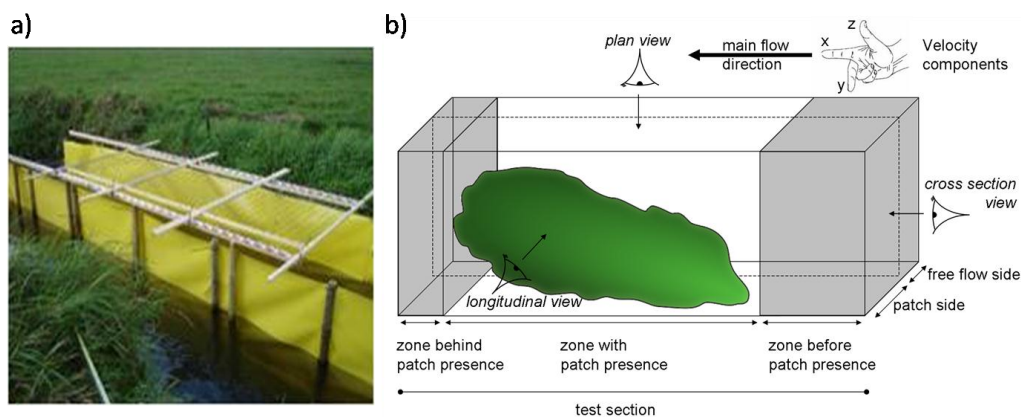 a)
b)
plan view
main flow
direction
z
x
y
Velocity
components
cross section
view
free flow side
patch side
longitudinal view
zone behind
patch presence
zone with
patch presence
zone before
patch presence
test section